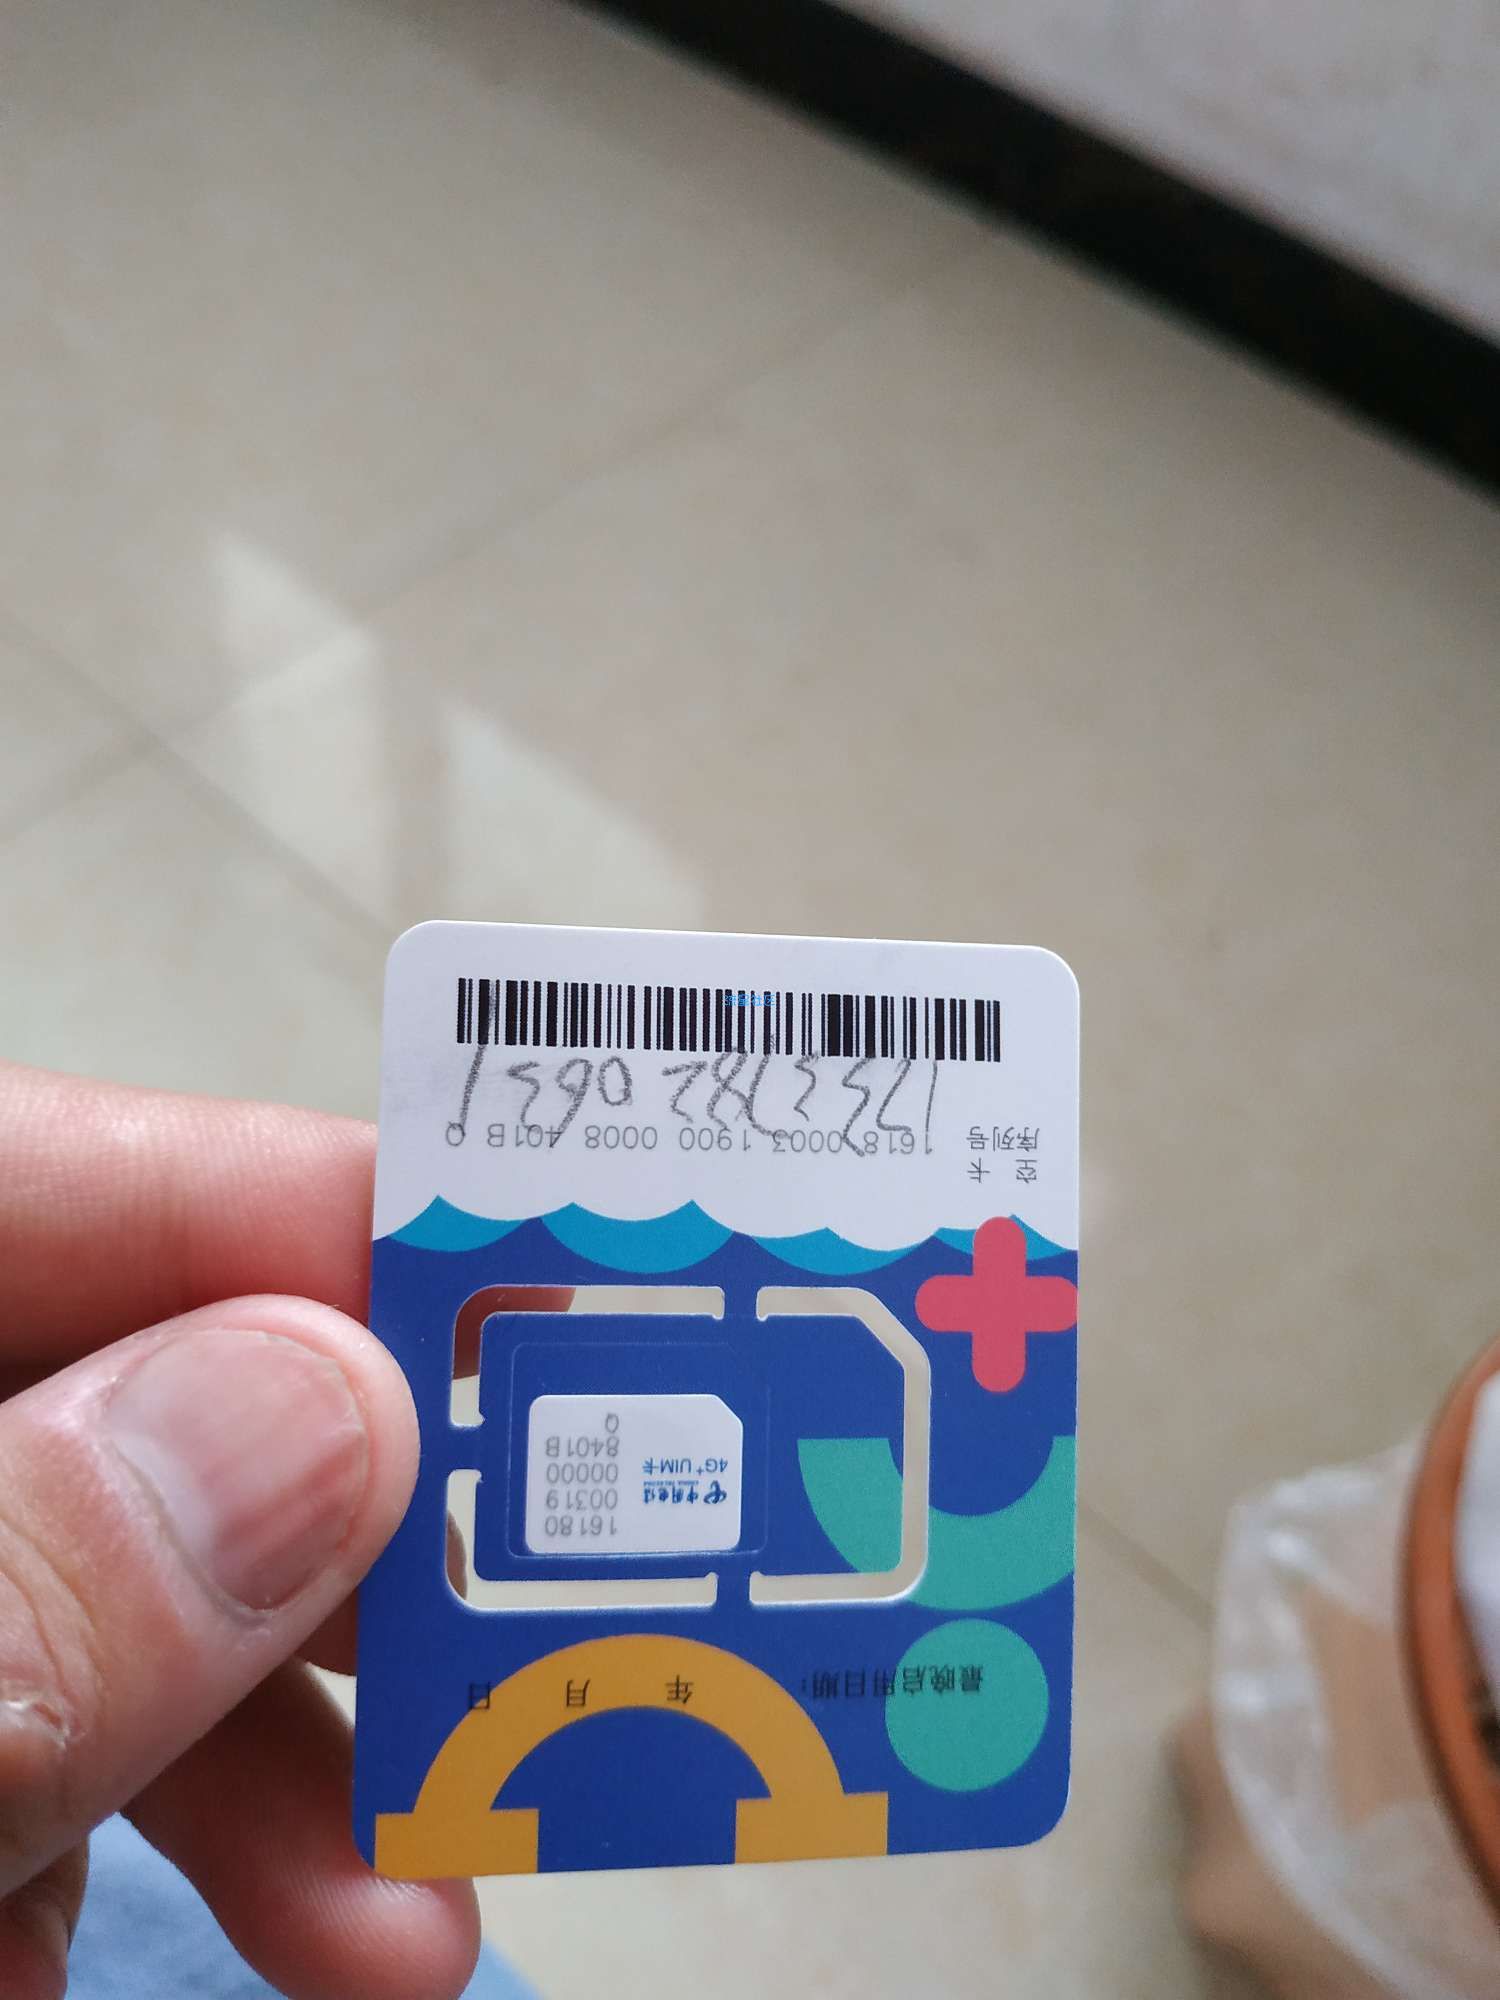 最晚启用日期： 年 月 日
16180
00319
00000
8401B
Q
中国电信
4G+ UIM卡
空 卡
序列号
1618 0003 1900 0008 401B Q